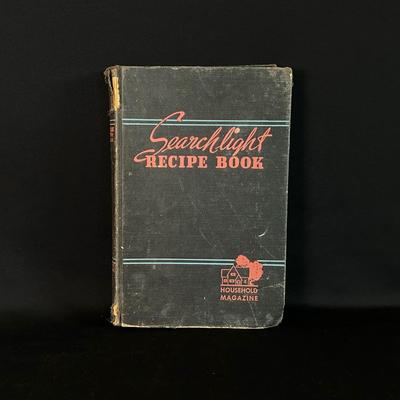 Searchlight
RECIPE BOOK
HOUSEHOLD
MAGAZINE